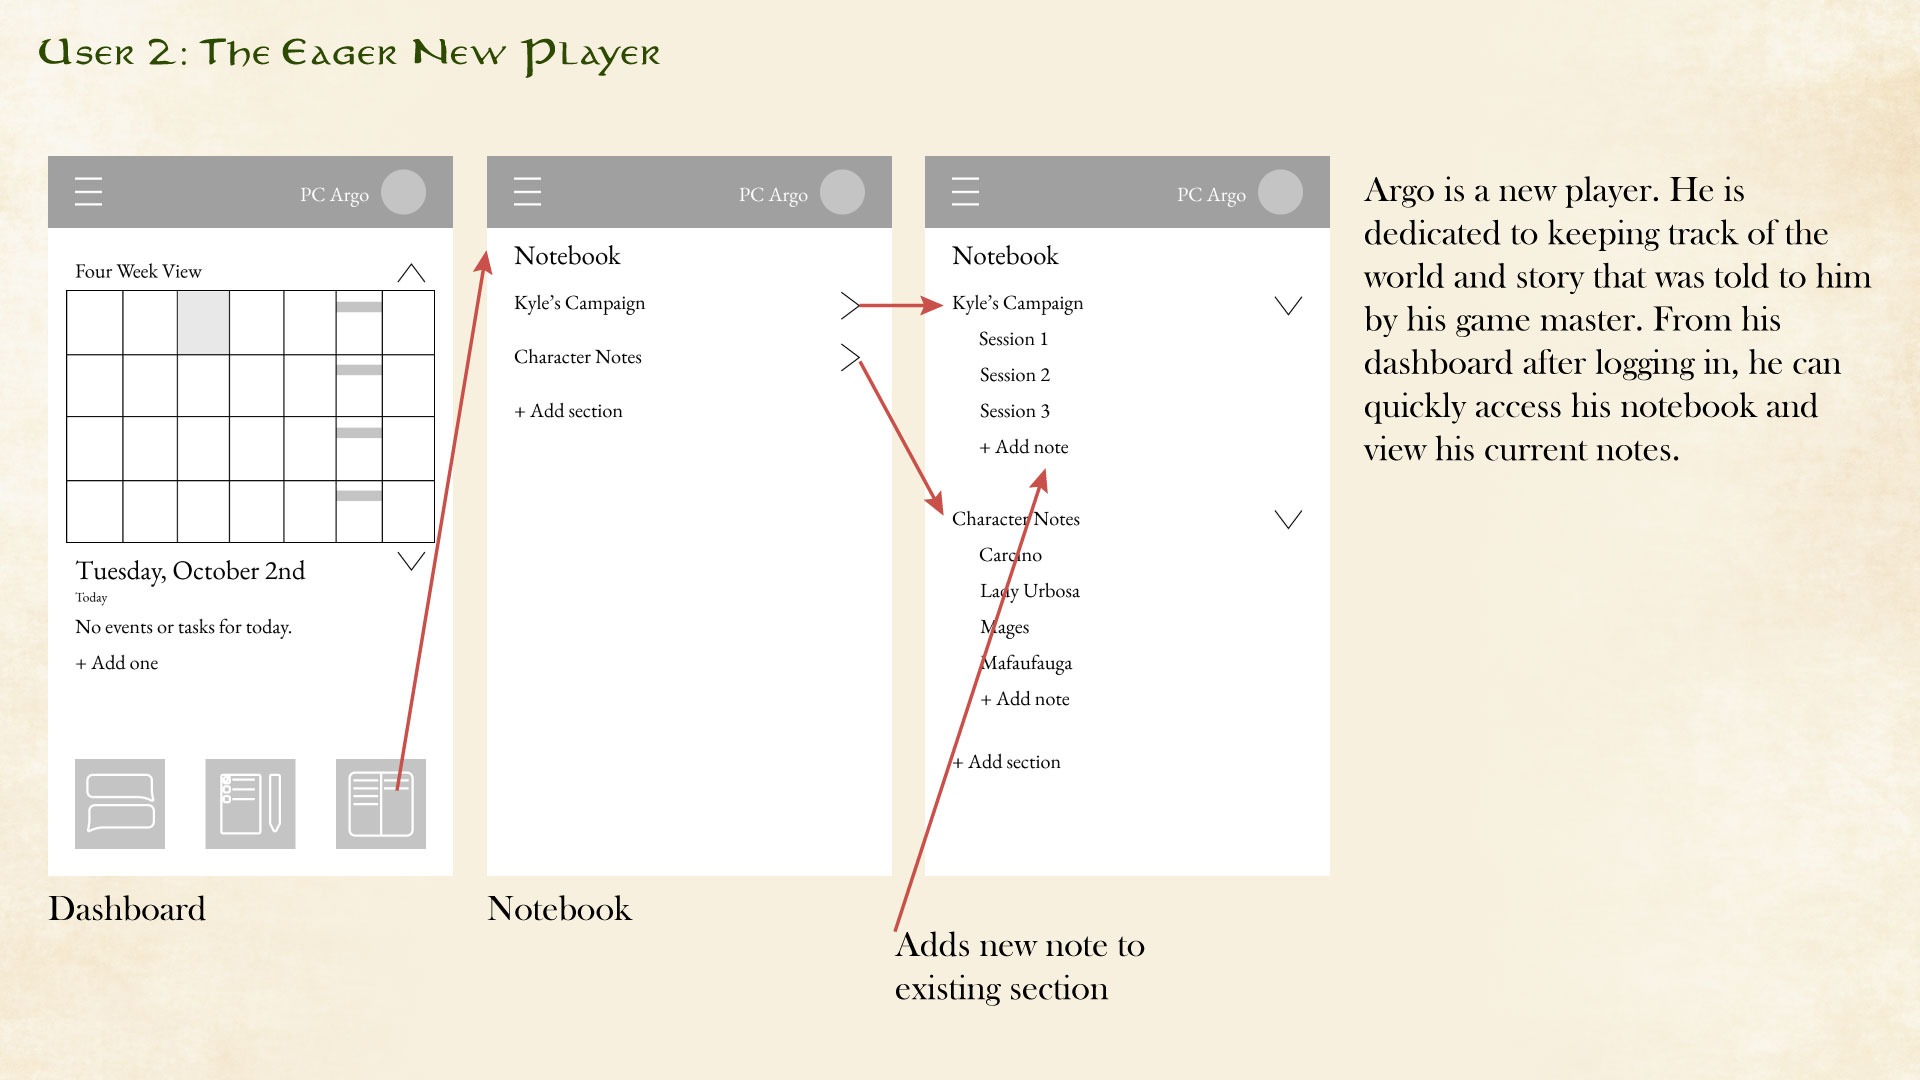 User 2: The Eager New Player
PC Argo
Four Week View
Tuesday, October 2nd
Today
No events or tasks for today.
+ Add one
Dashboard
PC Argo
Notebook
Kyle's Campaign
Character Notes
+ Add section
Notebook
PC Argo
Notebook
Kyle's Campaign
Session 1
Session 2
Session 3
+ Add note
Character Notes
Carcino
Lady Urbosa
Mages
Mafaufauga
+ Add note
+ Add section
Adds new note to
existing section
Argo is a new player. He is
dedicated to keeping track of the
world and story that was told to him
by his game master. From his
dashboard after logging in, he can
quickly access his notebook and
view his current notes.